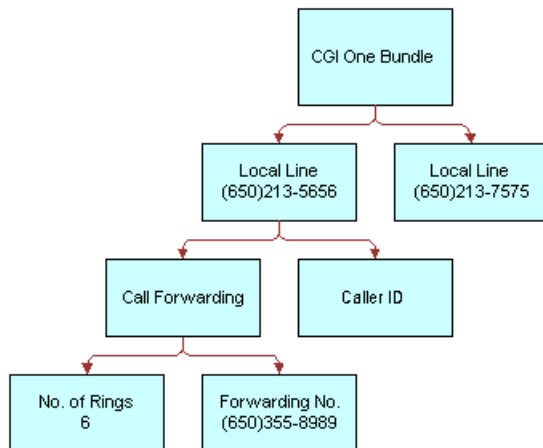 CGI One Bundle
Local Line
(650)213-5656
Local Line
(650)213-7575
Call Forwarding
Caller ID
No. of Rings
6
Forwarding No.
(650)355-8989